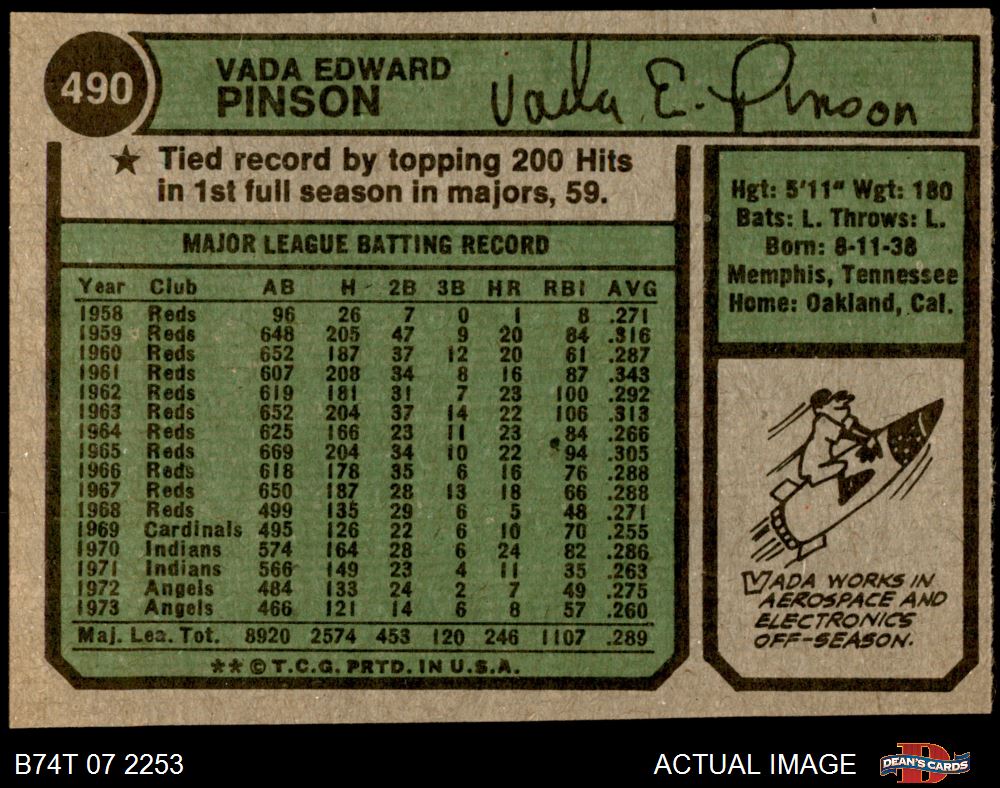 490
VADA EDWARD
PINSON
Vada E. Pinson
★ Tied record by topping 200 Hits
in 1st full season in majors, 59.
MAJOR LEAGUE BATTING RECORD
Year Club AB H 2B 3B HR RBI AVG
1958 Reds 96 26 7 0 1 8 .271
1959 Reds 648 205 47 9 20 84 .316
1960 Reds 652 187 37 12 20 61 .287
1961 Reds 607 208 34 8 16 87 .343
1962 Reds 619 181 31 7 23 100 .292
1963 Reds 652 204 37 14 22 106 .313
1964 Reds 625 166 23 11 23 84 .266
1965 Reds 669 204 34 10 22 94 .305
1966 Reds 618 178 35 6 16 76 .288
1967 Reds 650 187 28 13 18 66 .288
1968 Reds 499 135 29 6 5 48 .271
1969 Cardinals 495 126 22 6 10 70 .255
1970 Indians 574 164 28 6 24 82 .286
1971 Indians 566 149 23 4 11 35 .263
1972 Angels 484 133 24 2 7 49 .275
1973 Angels 466 121 14 6 8 57 .260
Maj. Lea. Tot. 8920 2574 453 120 246 1107 .289
** © T.C.G. PRTD. IN U.S.A.
Hgt: 5'11" Wgt: 180
Bats: L. Throws: L.
Born: 8-11-38
Memphis, Tennessee
Home: Oakland, Cal.
VADA WORKS IN
AEROSPACE AND
ELECTRONICS
OFF-SEASON.
B74T 07 2253
ACTUAL IMAGE
D
DEAN'S CARDS